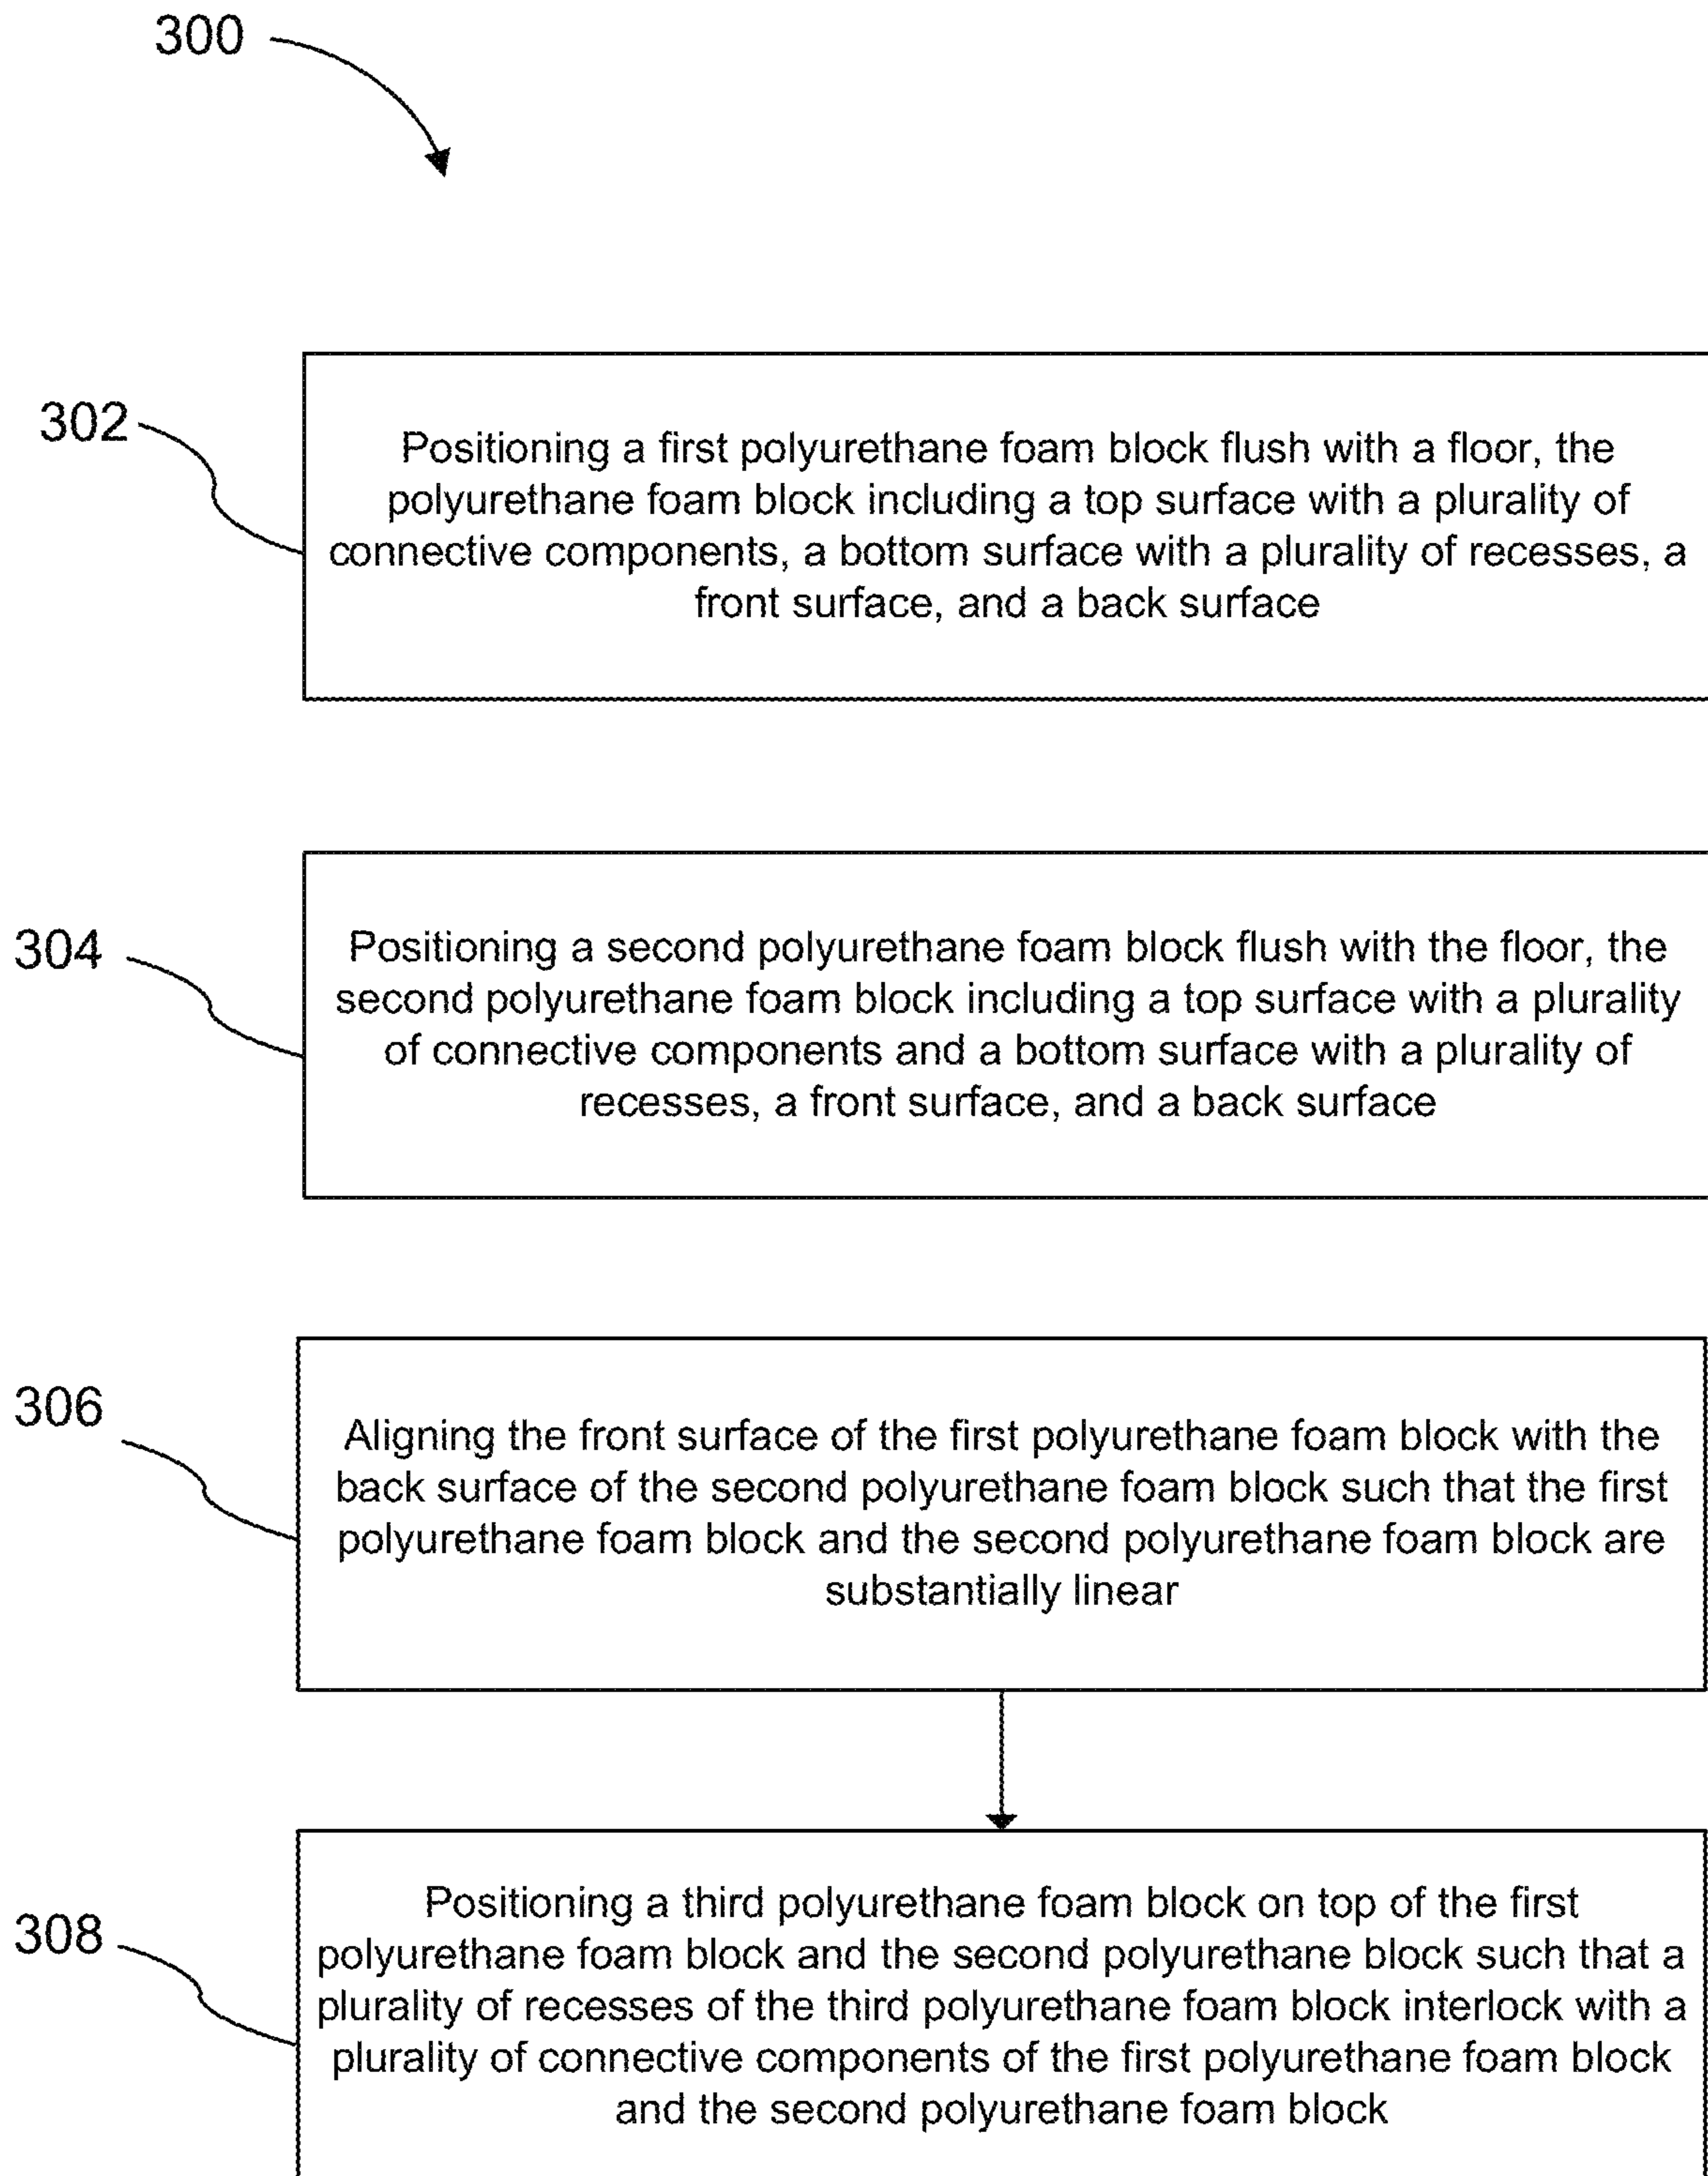 300
302
Positioning a first polyurethane foam block flush with a floor, the
polyurethane foam block including a top surface with a plurality of
connective components, a bottom surface with a plurality of recesses, a
front surface, and a back surface
304
Positioning a second polyurethane foam block flush with the floor, the
second polyurethane foam block including a top surface with a plurality
of connective components and a bottom surface with a plurality of
recesses, a front surface, and a back surface
306
Aligning the front surface of the first polyurethane foam block with the
back surface of the second polyurethane foam block such that the first
polyurethane foam block and the second polyurethane foam block are
substantially linear
308
Positioning a third polyurethane foam block on top of the first
polyurethane foam block and the second polyurethane block such that a
plurality of recesses of the third polyurethane foam block interlock with a
plurality of connective components of the first polyurethane foam block
and the second polyurethane foam block